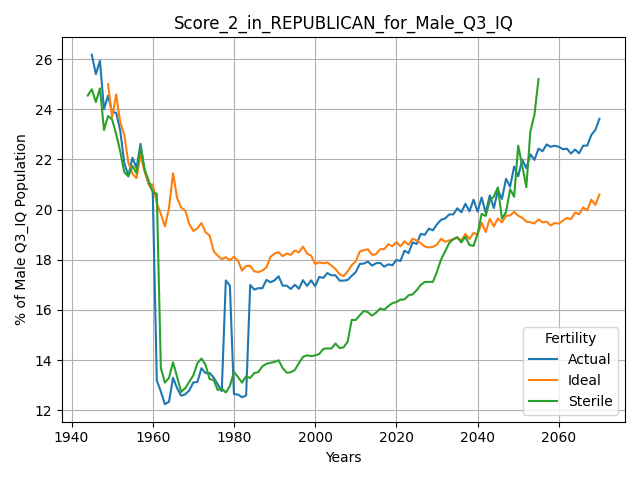 Score_2_in_REPUBLICAN_for_Male_Q3_IQ
% of Male Q3_IQ Population
26
24
22
20
18
16
14
12
1940
1960
1980
2000
2020
2040
2060
Years
Fertility
Actual
Ideal
Sterile